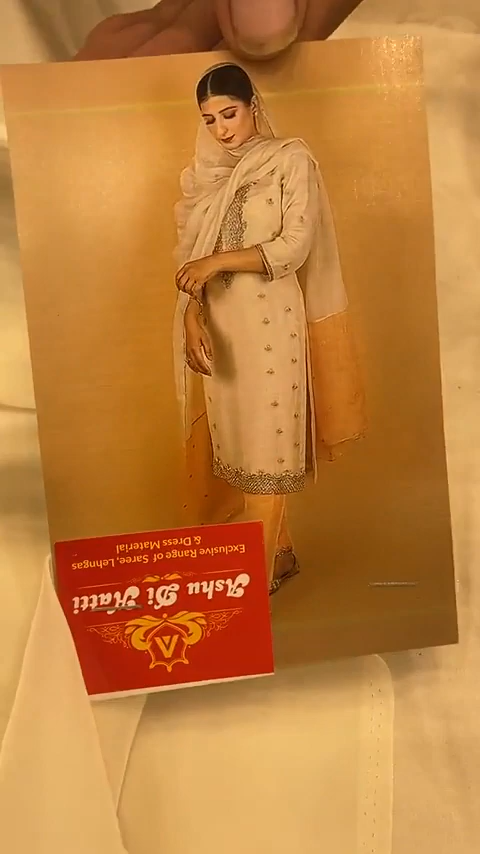 Ashu Di Hatti
Exclusive Range of Saree, Lehngas
& Dress Material